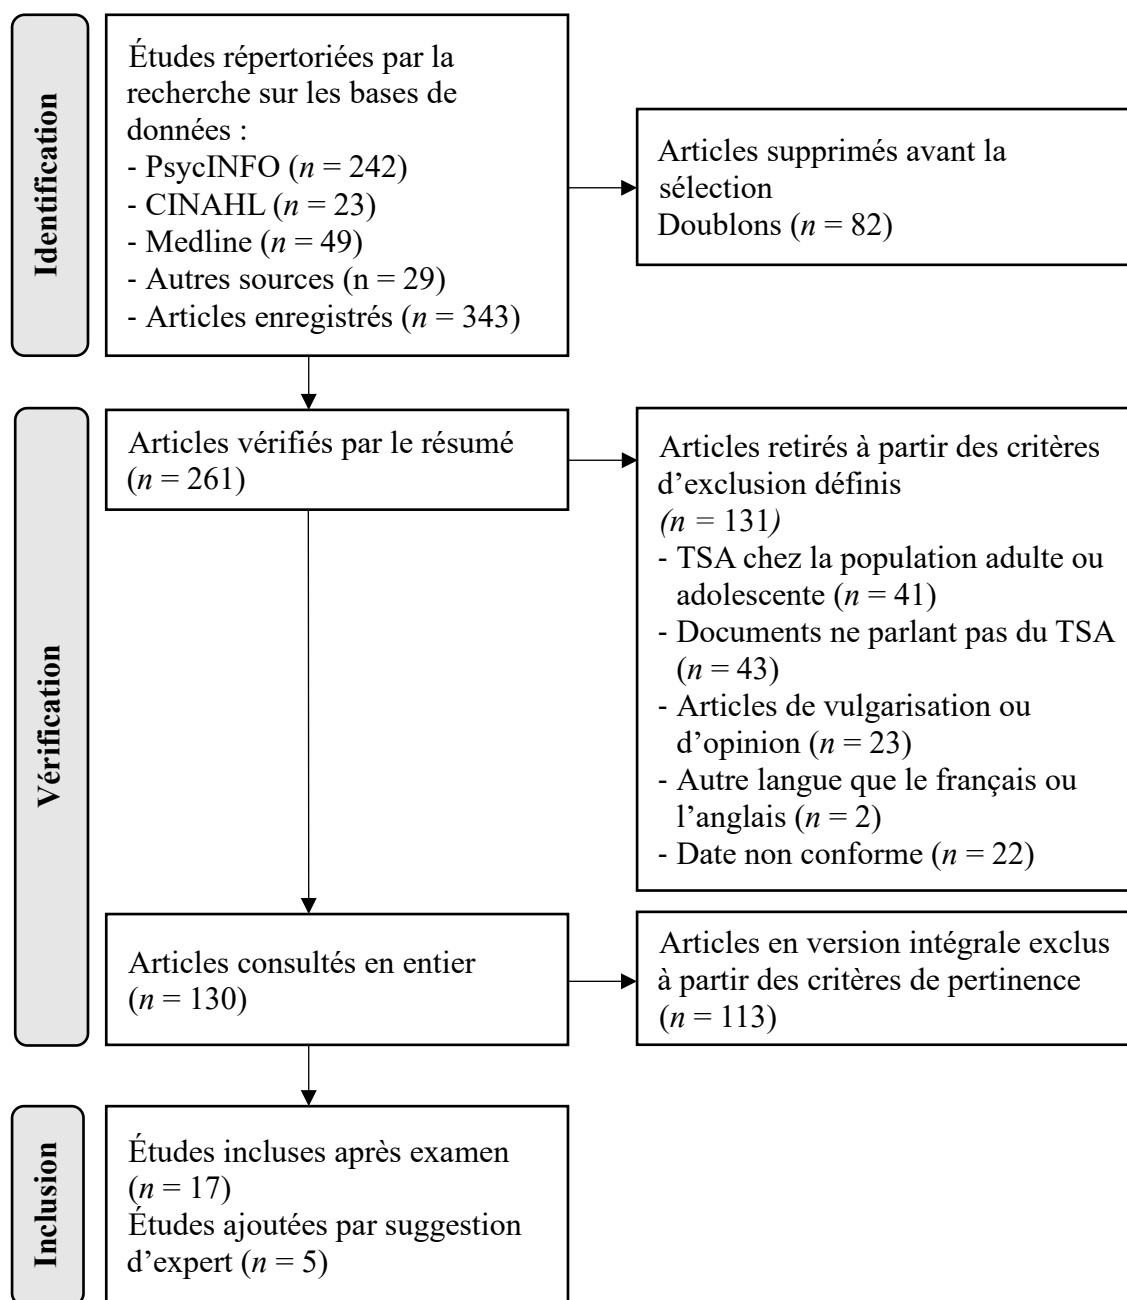 Identification
Études répertoriées par la
recherche sur les bases de
données :
- PsycINFO (n = 242)
- CINAHL (n = 23)
- Medline (n = 49)
- Autres sources (n = 29)
- Articles enregistrés (n = 343)
Articles supprimés avant la
sélection
Doublons (n = 82)
Vérification
Articles vérifiés par le résumé
(n = 261)
Articles retirés à partir des critères
d’exclusion définis
(n = 131)
- TSA chez la population adulte ou
adolescente (n = 41)
- Documents ne parlant pas du TSA
(n = 43)
- Articles de vulgarisation ou
d’opinion (n = 23)
- Autre langue que le français ou
l’anglais (n = 2)
- Date non conforme (n = 22)
Articles consultés en entier
(n = 130)
Articles en version intégrale exclus
à partir des critères de pertinence
(n = 113)
Inclusion
Études incluses après examen
(n = 17)
Études ajoutées par suggestion
d’expert (n = 5)